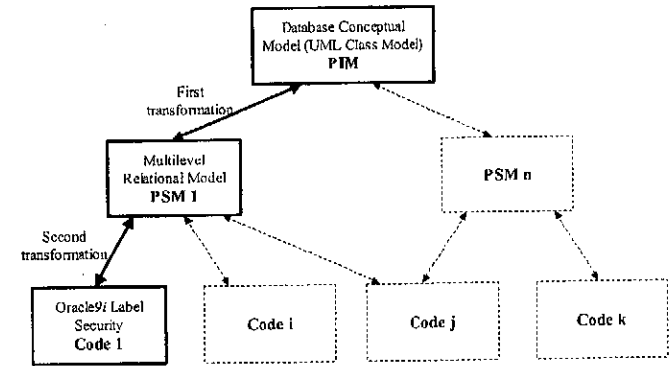 Database Conceptual
Model (UML Class Model)
PIM
First
transformation
Multilevel
Relational Model
PSM 1
PSM n
Second
transformation
Oracle9i Label
Security
Code 1
Code i
Code j
Code k